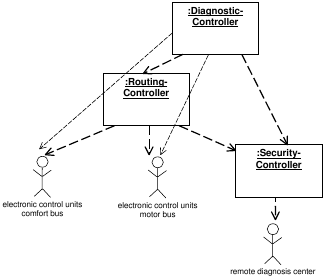 :Diagnostic-
Controller
:Routing-
Controller
:Security-
Controller
electronic control units
comfort bus
electronic control units
motor bus
remote diagnosis center